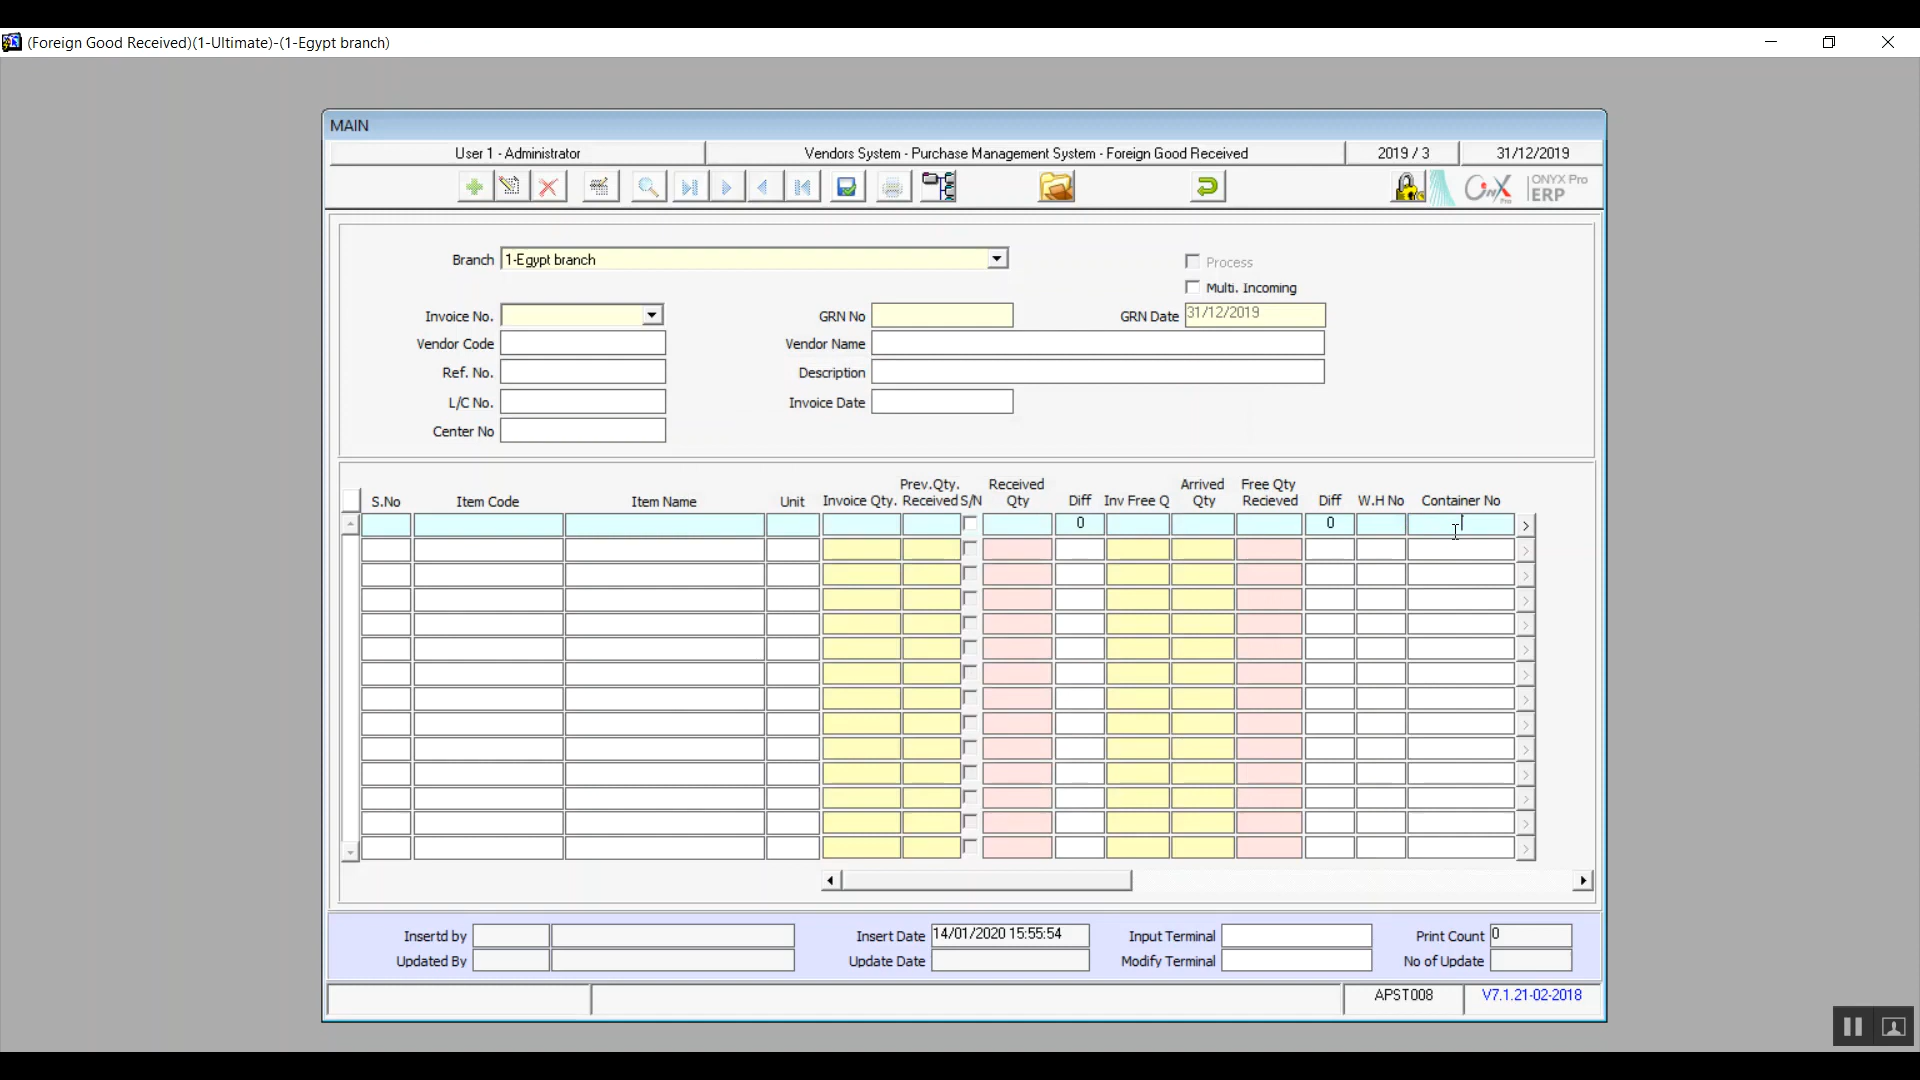 (Foreign Good Received)(1-Ultimate)-(1-Egypt branch)
MAIN
User 1 - Administrator
Vendors System - Purchase Management System - Foreign Good Received
2019 / 3
31/12/2019
Onyx Pro
ONYX Pro
ERP
Branch 1-Egypt branch
Process
Multi. Incoming
Invoice No.
GRN No
GRN Date 31/12/2019
Vendor Code
Vendor Name
Ref. No.
Description
L/C No.
Invoice Date
Center No
S.No
Item Code
Item Name
Unit
Invoice Qty.
Prev.Qty.
Received
S/N
Received
Qty
Diff
Inv Free Q
Arrived
Qty
Free Qty
Recieved
Diff
W.H No
Container No
0
0
Insertd by
Insert Date 14/01/2020 15:55:54
Input Terminal
Print Count 0
Updated By
Update Date
Modify Terminal
No of Update
APST008
V7.1.21-02-2018